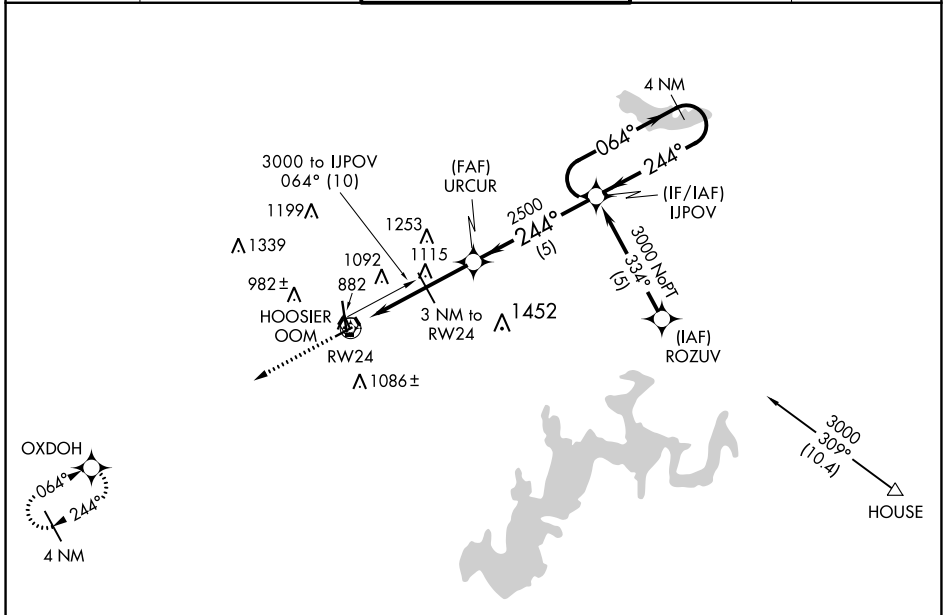 4 NM
064°
244°
3000 to IJPOV
064° (10)
(FAF)
URCUR
(IF/IAF)
IJPOV
2500
244°
(5)
1199
1253
1339
1115
1092
3000 NoPT
334°
(5)
982±
882
HOOSIER
OOM
3 NM to
RW24
1452
(IAF)
ROZUV
RW24
1086±
3000
309°
(10.4)
OXDOH
064°
244°
4 NM
HOUSE